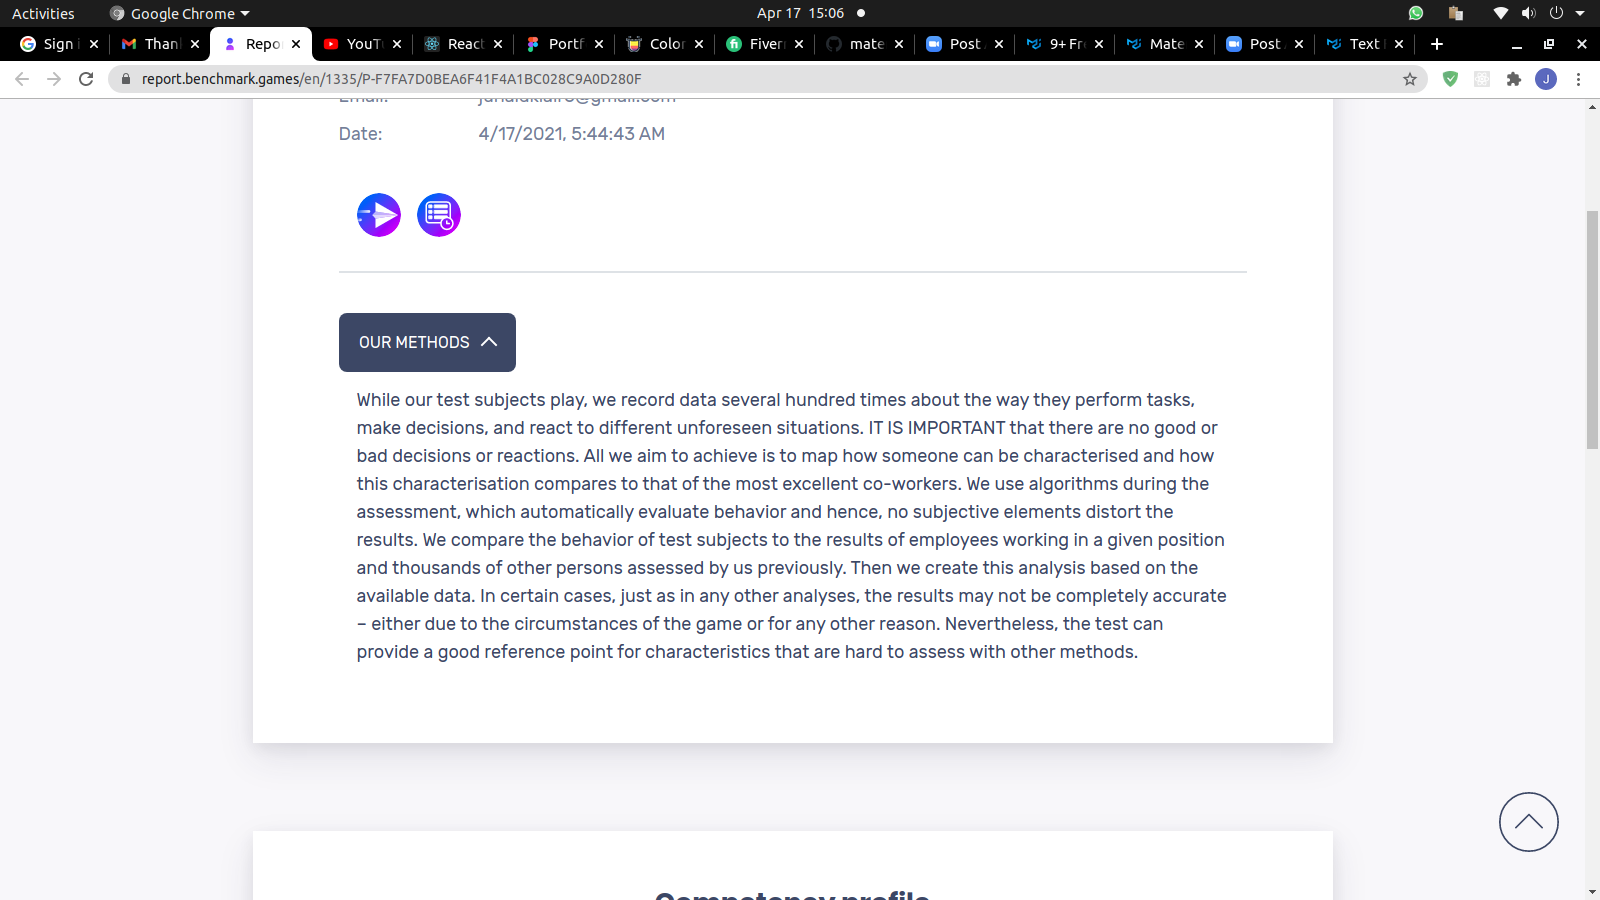 Activities Google Chrome Apr 17 15:06
Sign i Thank Repo YouT React Portf Color Fiver mate Post 9+ Fr Mate Post Text
report.benchmark.games/en/1335/P-F7FA7D0BEA6F41F4A1BC028C9A0D280F J
Email:
Date: 4/17/2021, 5:44:43 AM
OUR METHODS
While our test subjects play, we record data several hundred times about the way they perform tasks,
make decisions, and react to different unforeseen situations. IT IS IMPORTANT that there are no good or
bad decisions or reactions. All we aim to achieve is to map how someone can be characterised and how
this characterisation compares to that of the most excellent co-workers. We use algorithms during the
assessment, which automatically evaluate behavior and hence, no subjective elements distort the
results. We compare the behavior of test subjects to the results of employees working in a given position
and thousands of other persons assessed by us previously. Then we create this analysis based on the
available data. In certain cases, just as in any other analyses, the results may not be completely accurate
– either due to the circumstances of the game or for any other reason. Nevertheless, the test can
provide a good reference point for characteristics that are hard to assess with other methods.
Competency profile